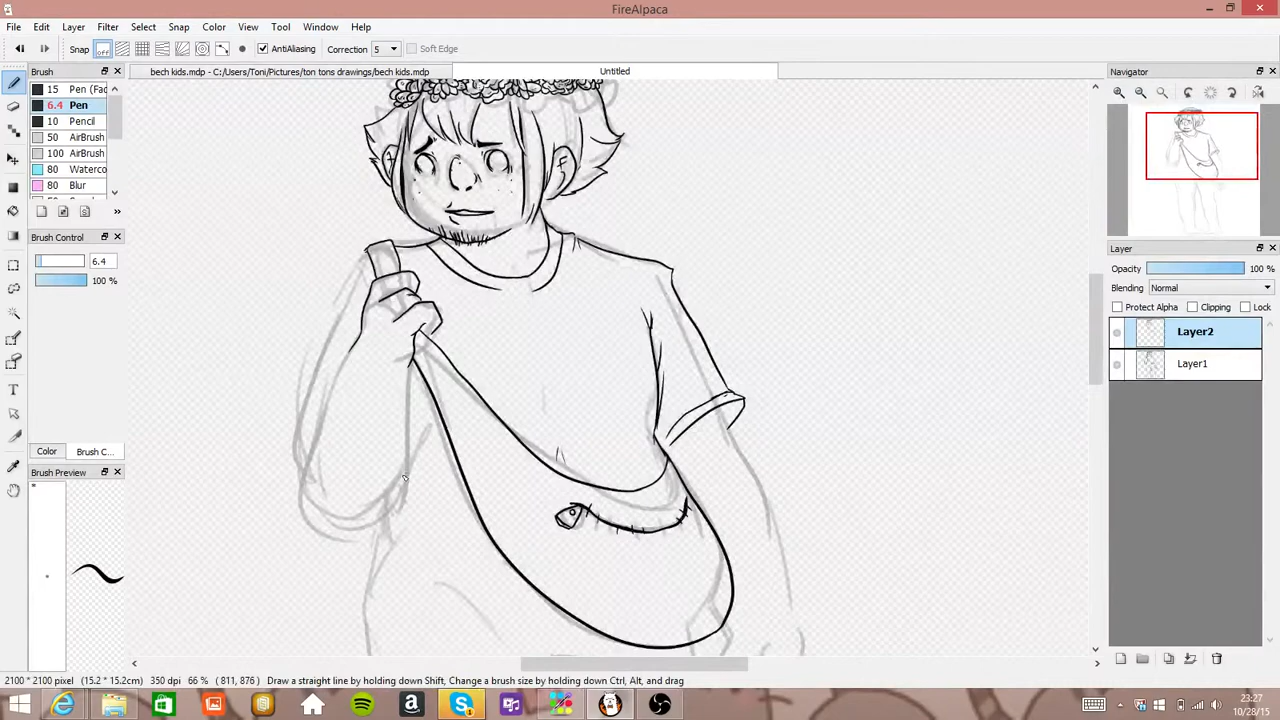 FireAlpaca
File Edit Layer Filter Select Snap Color View Tool Window Help
Snap off AntiAliasing Correction 5 Soft Edge
Brush
bech kids.mdp - C:/Users/Toni/Pictures/ton tons drawings/bech kids.mdp
Untitled
Navigator
15 Pen (Fad
6.4 Pen
10 Pencil
50 AirBrush
100 AirBrush
80 Waterco
80 Blur
Brush Control
6.4
100 %
Layer
Opacity 100 %
Blending Normal
Protect Alpha Clipping Lock
Layer2
Layer1
Color Brush C...
Brush Preview
2100 * 2100 pixel (15.2 * 15.2cm) 350 dpi 66 % (811, 876) Draw a straight line by holding down Shift, Change a brush size by holding down Ctrl, Alt, and drag
23:27
10/28/15